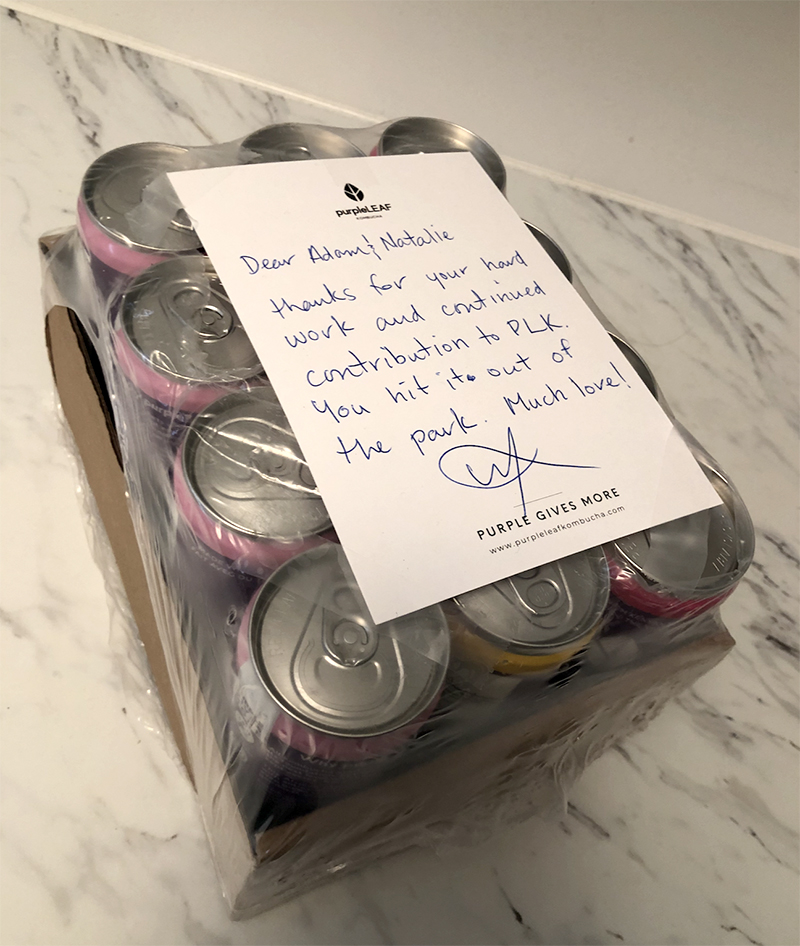 purpleLEAF
KOMBUCHA
Dear Adam & Natalie
thanks for your hard
work and continued
contribution to PLK.
You hit it out of
the park. Much love!
PURPLE GIVES MORE
www.purpleleafkombucha.com